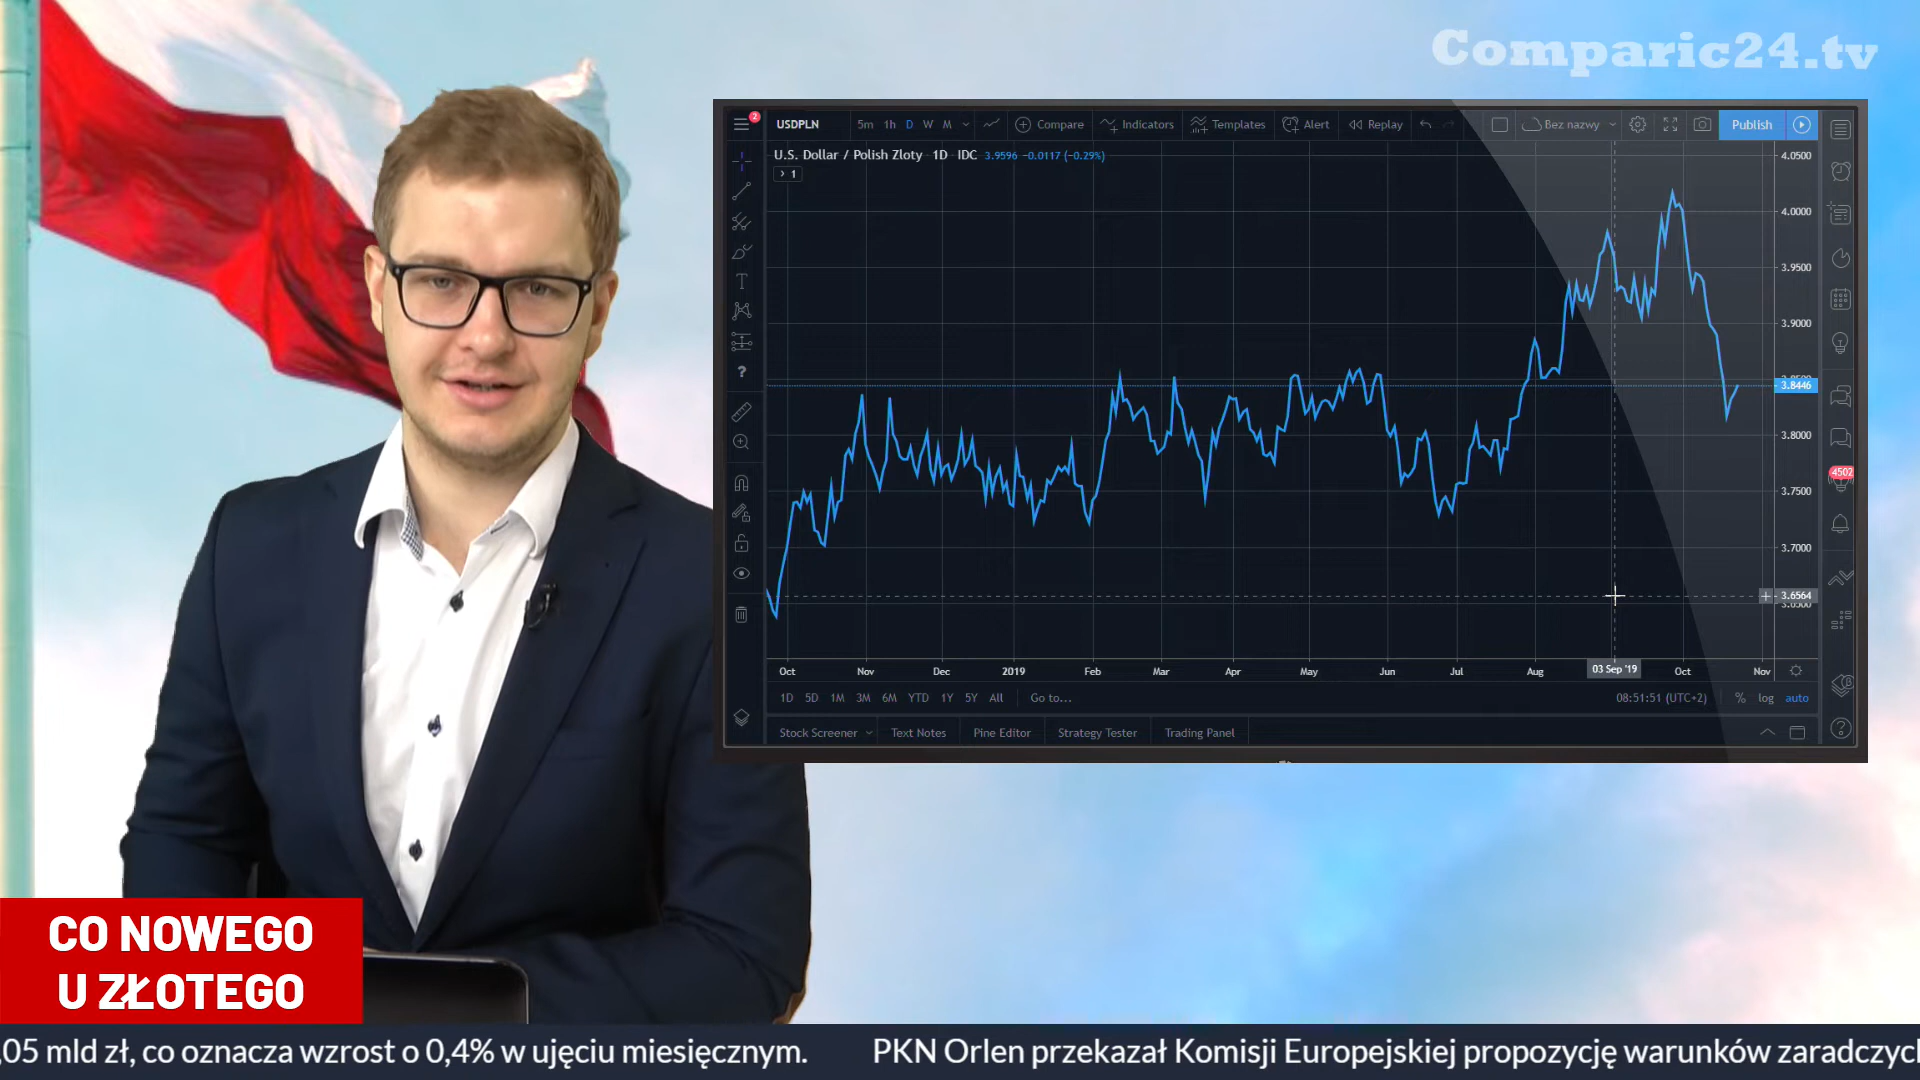 Comparic24.tv
2
USDPLN 5m 1h D W M Compare Indicators Templates Alert Replay Bez nazwy Publish
U.S. Dollar / Polish Zloty · 1D · IDC 3.9596 −0.0117 (−0.29%)
1
4.0500
4.0000
3.9500
3.9000
3.8446
3.8000
3.7500
3.7000
3.6564
4502
Oct Nov Dec 2019 Feb Mar Apr May Jun Jul Aug 03 Sep '19 Oct Nov
1D 5D 1M 3M 6M YTD 1Y 5Y All Go to... 08:51:51 (UTC+2) % log auto
Stock Screener Text Notes Pine Editor Strategy Tester Trading Panel
CO NOWEGO
U ZŁOTEGO
,05 mld zł, co oznacza wzrost o 0,4% w ujęciu miesięcznym. PKN Orlen przekazał Komisji Europejskiej propozycję warunków zaradczych